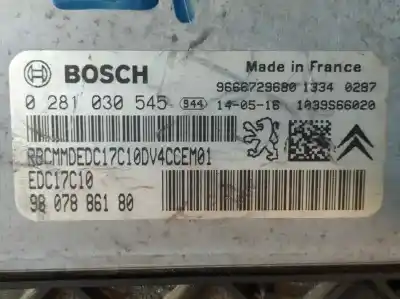 BOSCH
Made in France
9666729680 1334 0287
0 281 030 545 944 14-05-16 1039S66020
RBCMMDEDC17C10DV4CCEM01
EDC17C10
98 078 861 80